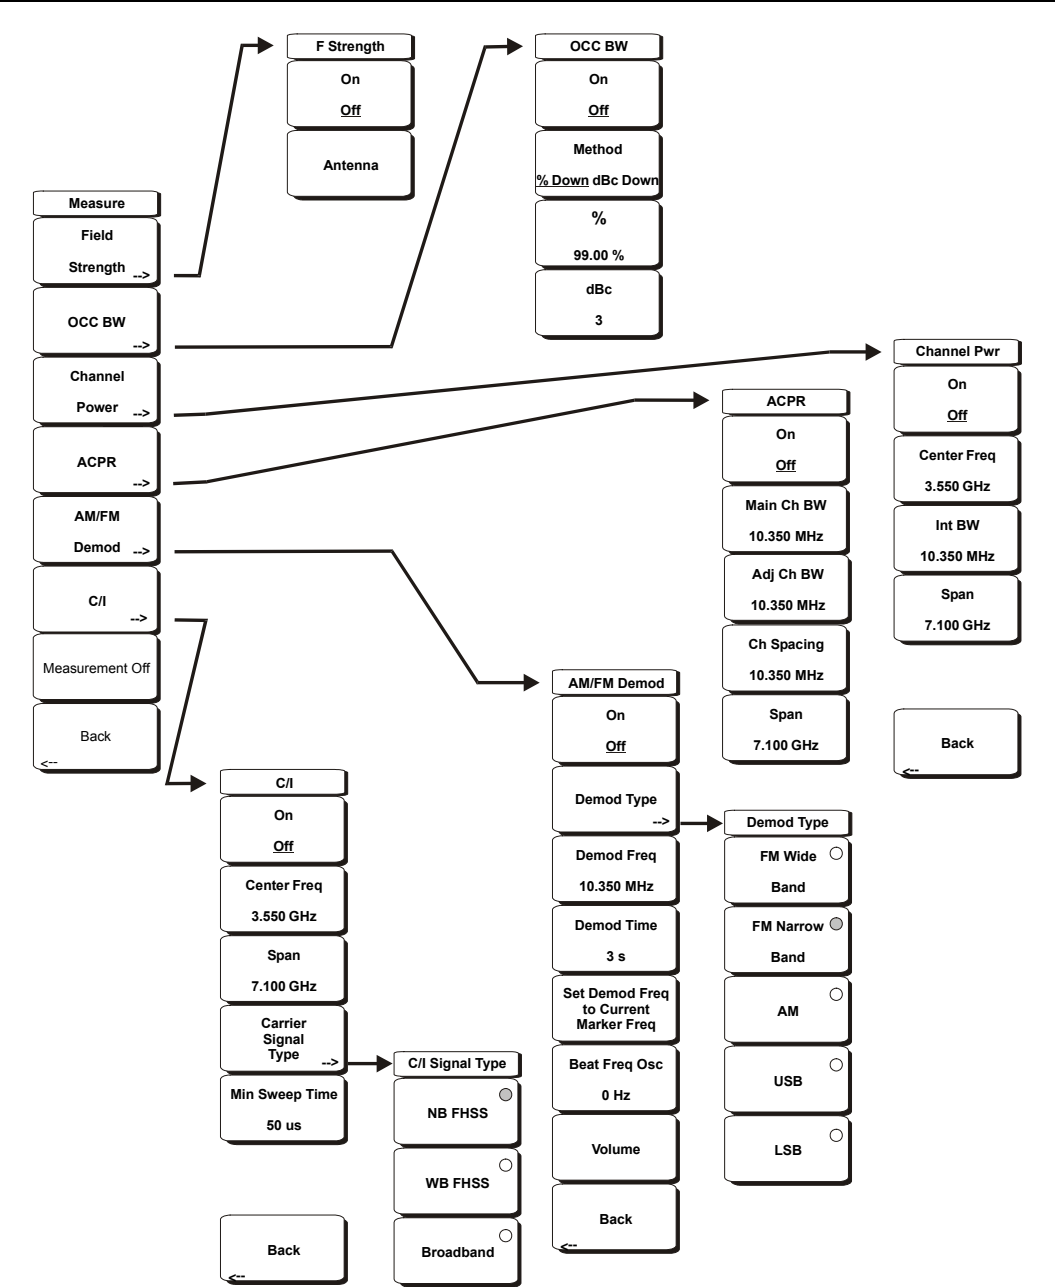 F Strength
On
Off
Antenna
OCC BW
On
Off
Method
% Down dBc Down
%
99.00 %
dBc
3
Measure
Field
Strength -->
OCC BW
-->
Channel
Power -->
ACPR
-->
AM/FM
Demod -->
C/I
-->
Measurement Off
Back
<--
Channel Pwr
On
Off
Center Freq
3.550 GHz
Int BW
10.350 MHz
Span
7.100 GHz
Back
<--
ACPR
On
Off
Main Ch BW
10.350 MHz
Adj Ch BW
10.350 MHz
Ch Spacing
10.350 MHz
Span
7.100 GHz
AM/FM Demod
On
Off
Demod Type
-->
Demod Freq
10.350 MHz
Demod Time
3 s
Set Demod Freq
to Current
Marker Freq
Beat Freq Osc
0 Hz
Volume
Back
<--
Demod Type
FM Wide
Band
FM Narrow
Band
AM
USB
LSB
C/I
On
Off
Center Freq
3.550 GHz
Span
7.100 GHz
Carrier
Signal
Type -->
Min Sweep Time
50 us
Back
<--
C/I Signal Type
NB FHSS
WB FHSS
Broadband